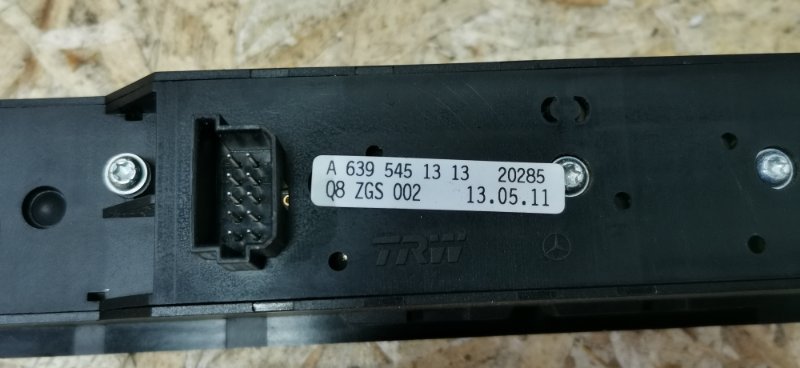 A 639 545 13 13 20285
Q8 ZGS 002 13.05.11
TRW